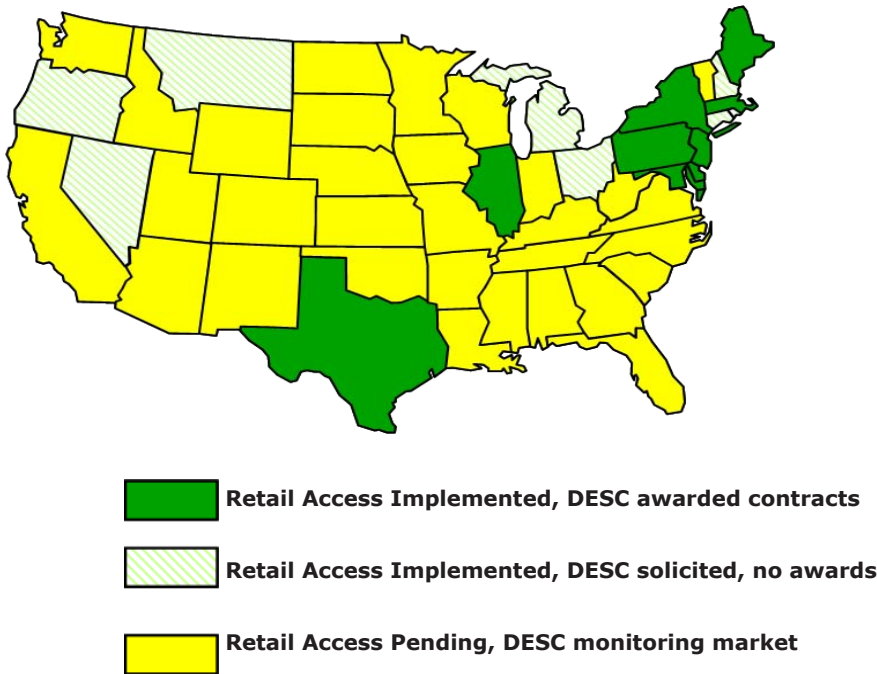 Retail Access Implemented, DESC awarded contracts
Retail Access Implemented, DESC solicited, no awards
Retail Access Pending, DESC monitoring market